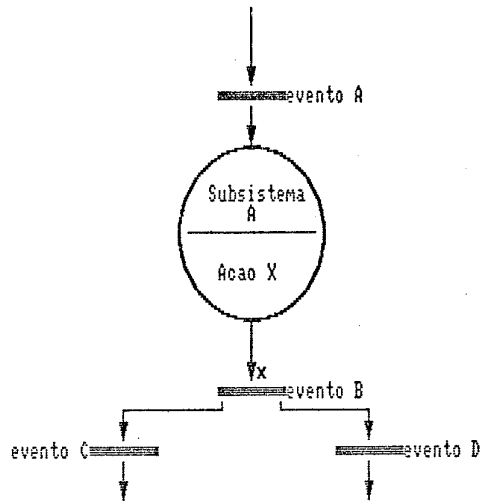 evento A
Subsistema
A
Acao X
x
evento B
evento C
evento D